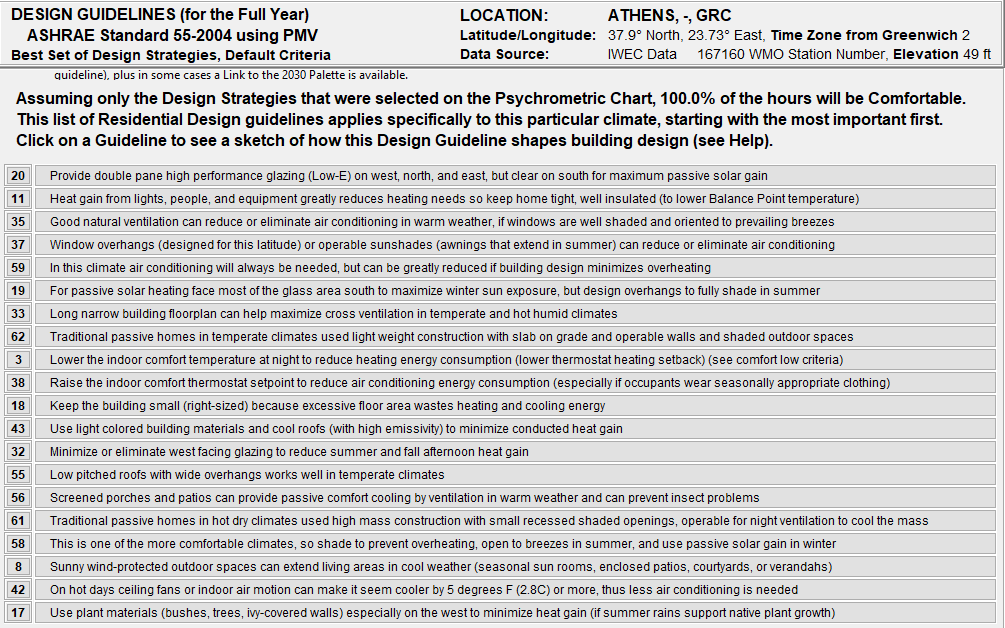 DESIGN GUIDELINES (for the Full Year)
ASHRAE Standard 55-2004 using PMV
Best Set of Design Strategies, Default Criteria
LOCATION: ATHENS, -, GRC
Latitude/Longitude: 37.9° North, 23.73° East, Time Zone from Greenwich 2
Data Source: IWEC Data 167160 WMO Station Number, Elevation 49 ft
guideline), plus in some cases a Link to the 2030 Palette is available.
Assuming only the Design Strategies that were selected on the Psychrometric Chart, 100.0% of the hours will be Comfortable.
This list of Residential Design guidelines applies specifically to this particular climate, starting with the most important first.
Click on a Guideline to see a sketch of how this Design Guideline shapes building design (see Help).
20 Provide double pane high performance glazing (Low-E) on west, north, and east, but clear on south for maximum passive solar gain
11 Heat gain from lights, people, and equipment greatly reduces heating needs so keep home tight, well insulated (to lower Balance Point temperature)
35 Good natural ventilation can reduce or eliminate air conditioning in warm weather, if windows are well shaded and oriented to prevailing breezes
37 Window overhangs (designed for this latitude) or operable sunshades (awnings that extend in summer) can reduce or eliminate air conditioning
59 In this climate air conditioning will always be needed, but can be greatly reduced if building design minimizes overheating
19 For passive solar heating face most of the glass area south to maximize winter sun exposure, but design overhangs to fully shade in summer
33 Long narrow building floorplan can help maximize cross ventilation in temperate and hot humid climates
62 Traditional passive homes in temperate climates used light weight construction with slab on grade and operable walls and shaded outdoor spaces
3 Lower the indoor comfort temperature at night to reduce heating energy consumption (lower thermostat heating setback) (see comfort low criteria)
38 Raise the indoor comfort thermostat setpoint to reduce air conditioning energy consumption (especially if occupants wear seasonally appropriate clothing)
18 Keep the building small (right-sized) because excessive floor area wastes heating and cooling energy
43 Use light colored building materials and cool roofs (with high emissivity) to minimize conducted heat gain
32 Minimize or eliminate west facing glazing to reduce summer and fall afternoon heat gain
55 Low pitched roofs with wide overhangs works well in temperate climates
56 Screened porches and patios can provide passive comfort cooling by ventilation in warm weather and can prevent insect problems
61 Traditional passive homes in hot dry climates used high mass construction with small recessed shaded openings, operable for night ventilation to cool the mass
58 This is one of the more comfortable climates, so shade to prevent overheating, open to breezes in summer, and use passive solar gain in winter
8 Sunny wind-protected outdoor spaces can extend living areas in cool weather (seasonal sun rooms, enclosed patios, courtyards, or verandahs)
42 On hot days ceiling fans or indoor air motion can make it seem cooler by 5 degrees F (2.8C) or more, thus less air conditioning is needed
17 Use plant materials (bushes, trees, ivy-covered walls) especially on the west to minimize heat gain (if summer rains support native plant growth)